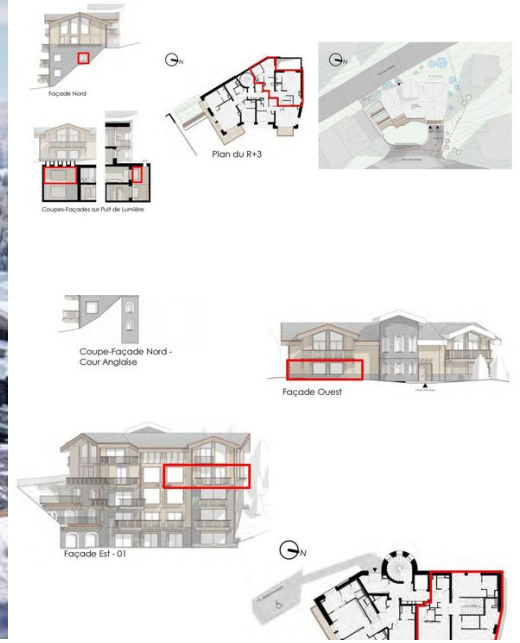 Façade Nord
N
Plan du R+3
Coupes-Façades sur Puit de Lumière
Coupe-Façade Nord -
Cour Anglaise
Façade Ouest
Façade Est - 01
N